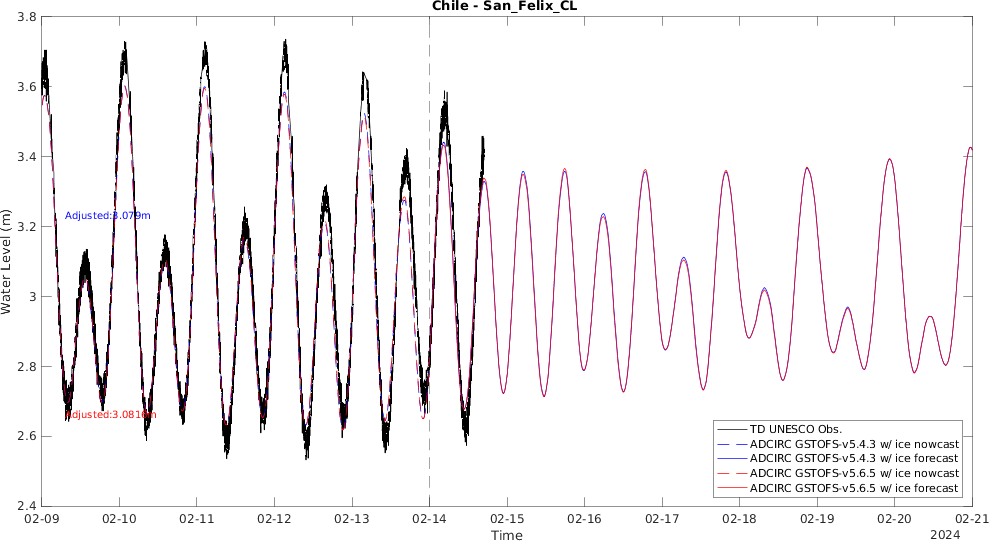 Chile - San_Felix_CL
3.8
3.6
3.4
3.2
3
2.8
2.6
2.4
Water Level (m)
Adjusted:3.079m
Adjusted:3.0816m
TD UNESCO Obs.
ADCIRC GSTOFS-v5.4.3 w/ ice nowcast
ADCIRC GSTOFS-v5.4.3 w/ ice forecast
ADCIRC GSTOFS-v5.6.5 w/ ice nowcast
ADCIRC GSTOFS-v5.6.5 w/ ice forecast
02-09 02-10 02-11 02-12 02-13 02-14 02-15 02-16 02-17 02-18 02-19 02-20 02-21
Time
2024